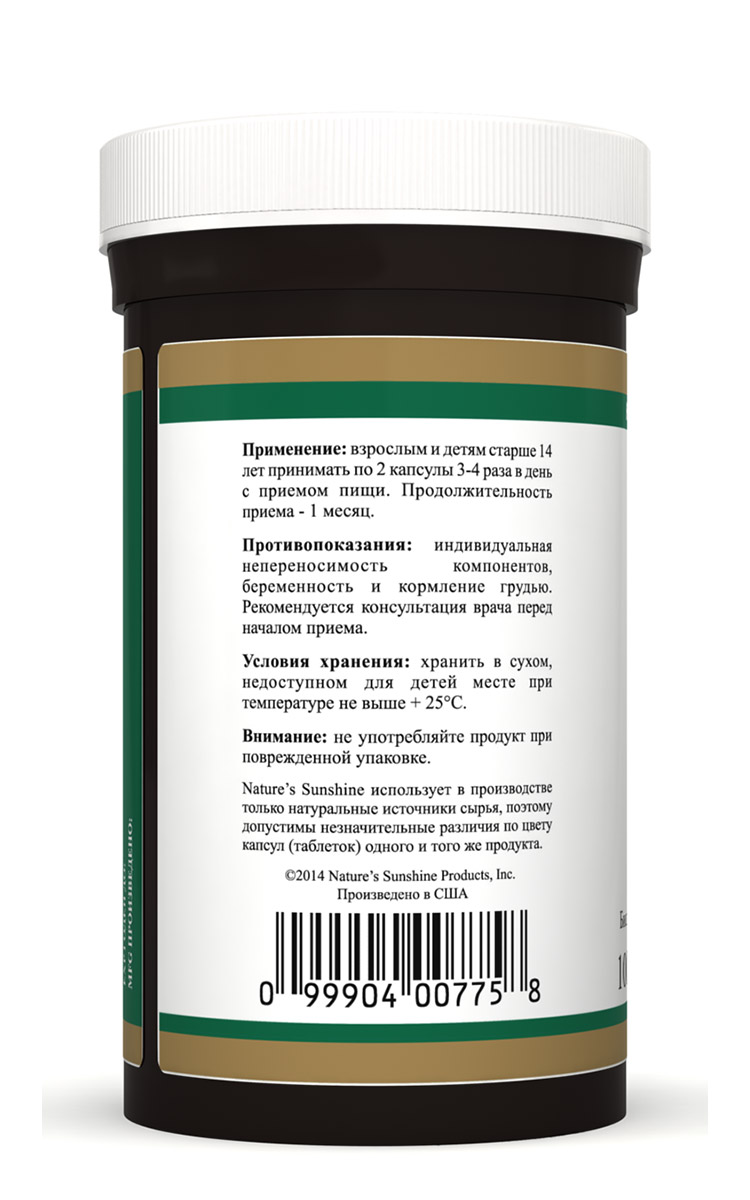 Применение: взрослым и детям старше 14
лет принимать по 2 капсулы 3-4 раза в день
с приемом пищи. Продолжительность
приема - 1 месяц.
Противопоказания: индивидуальная
непереносимость компонентов,
беременность и кормление грудью.
Рекомендуется консультация врача перед
началом приема.
Условия хранения: хранить в сухом,
недоступном для детей месте при
температуре не выше + 25°С.
Внимание: не употребляйте продукт при
поврежденной упаковке.
Nature’s Sunshine использует в производстве
только натуральные источники сырья, поэтому
допустимы незначительные различия по цвету
капсул (таблеток) одного и того же продукта.
©2014 Nature’s Sunshine Products, Inc.
Произведено в США
0 99904 00775 8
MFG ПРОИЗВЕДЕНО: